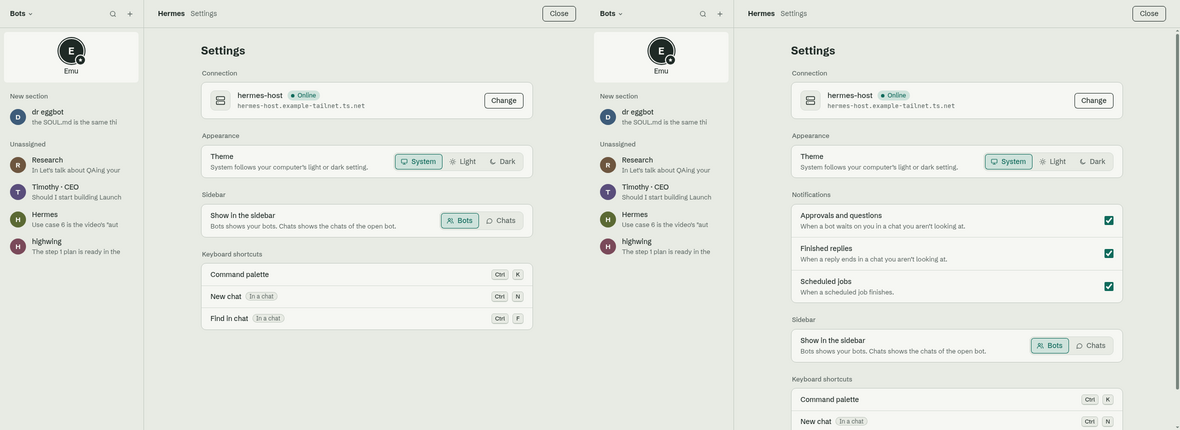 Bots
Hermes Settings
Close
E
Emu
New section
D
dr eggbot
the SOUL.md is the same thi
Unassigned
R
Research
In Let's talk about QAing your
T
Timothy · CEO
Should I start building Launch
H
Hermes
Use case 6 is the video's "aut
H
highwing
The step 1 plan is ready in the
Settings
Connection
hermes-host Online
hermes-host.example-tailnet.ts.net
Change
Appearance
Theme
System follows your computer's light or dark setting.
System Light Dark
Sidebar
Show in the sidebar
Bots shows your bots. Chats shows the chats of the open bot.
Bots Chats
Keyboard shortcuts
Command palette Ctrl K
New chat In a chat Ctrl N
Find in chat In a chat Ctrl F
Bots
Hermes Settings
Close
E
Emu
New section
D
dr eggbot
the SOUL.md is the same thi
Unassigned
R
Research
In Let's talk about QAing your
T
Timothy · CEO
Should I start building Launch
H
Hermes
Use case 6 is the video's "aut
H
highwing
The step 1 plan is ready in the
Settings
Connection
hermes-host Online
hermes-host.example-tailnet.ts.net
Change
Appearance
Theme
System follows your computer's light or dark setting.
System Light Dark
Notifications
Approvals and questions
When a bot waits on you in a chat you aren't looking at.
Finished replies
When a reply ends in a chat you aren't looking at.
Scheduled jobs
When a scheduled job finishes.
Sidebar
Show in the sidebar
Bots shows your bots. Chats shows the chats of the open bot.
Bots Chats
Keyboard shortcuts
Command palette Ctrl K
New chat In a chat Ctrl N